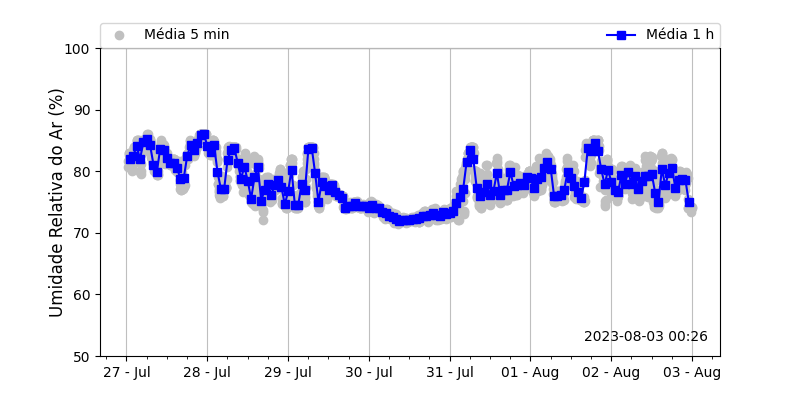 Média 5 min
Média 1 h
Umidade Relativa do Ar (%)
100
90
80
70
60
50
2023-08-03 00:26
27 - Jul
28 - Jul
29 - Jul
30 - Jul
31 - Jul
01 - Aug
02 - Aug
03 - Aug